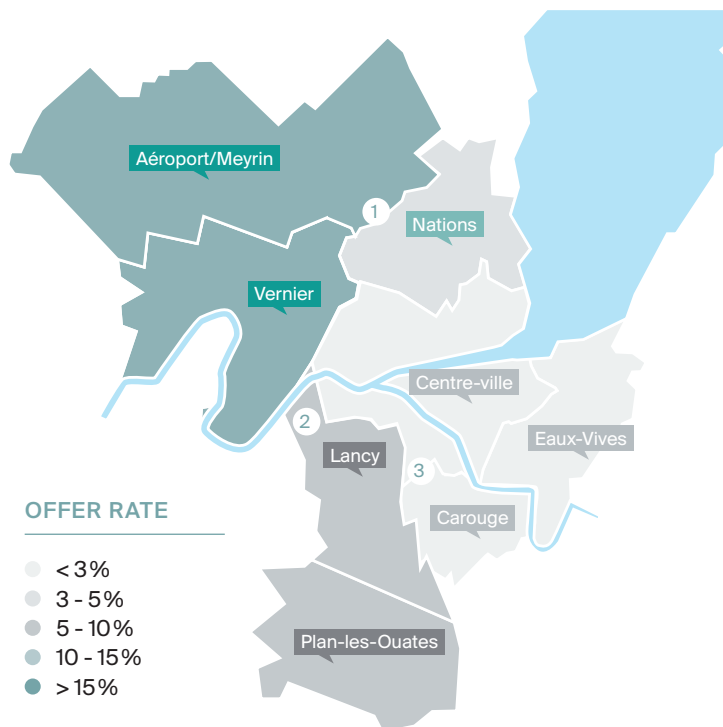 Aéroport/Meyrin
1
Nations
Vernier
Centre-ville
2
Eaux-Vives
Lancy
3
Carouge
OFFER RATE
< 3%
3 - 5%
5 - 10%
10 - 15%
> 15%
Plan-les-Ouates